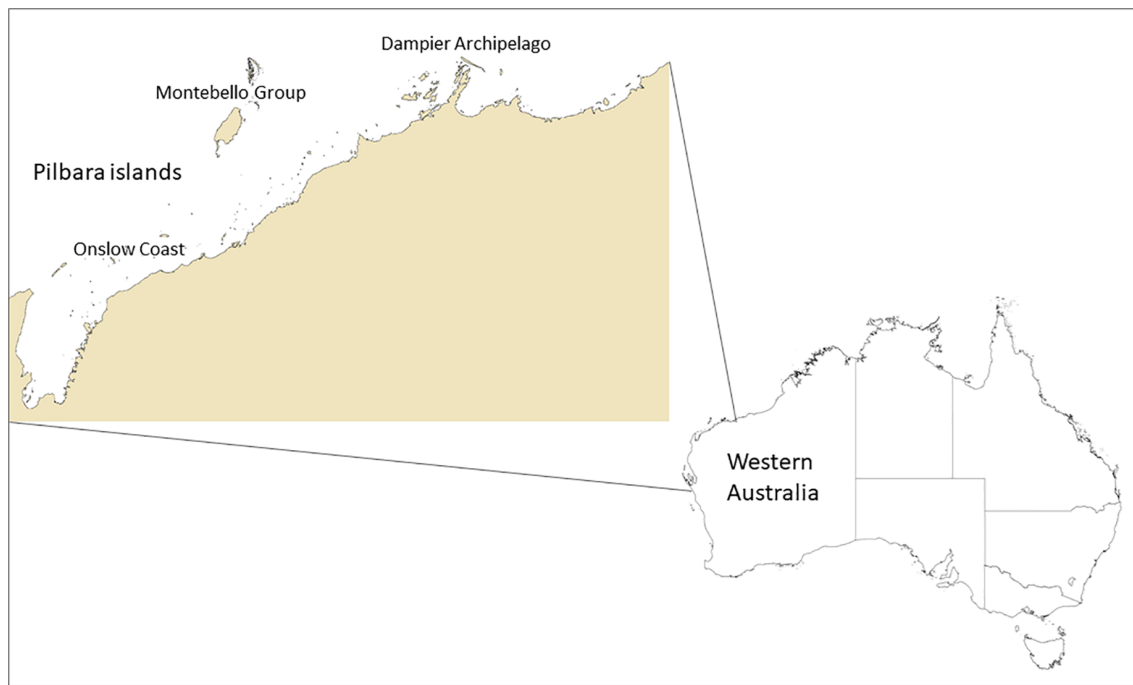 Dampier Archipelago
Montebello Group
Pilbara islands
Onslow Coast
Western
Australia